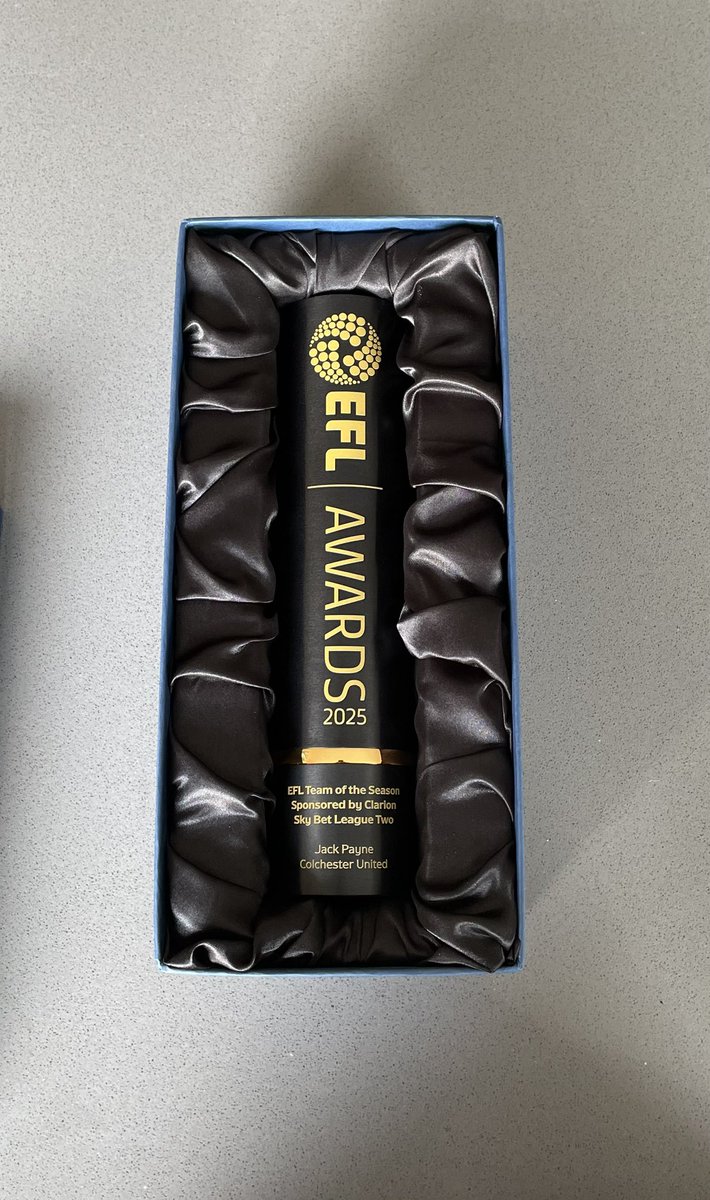 EFL
AWARDS
2025
EFL Team of the Season
Sponsored by Clarion
Sky Bet League Two
Jack Payne
Colchester United